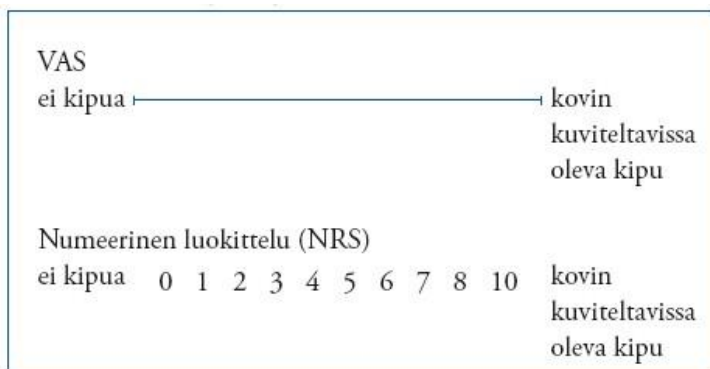 VAS
ei kipua kovin
kuviteltavissa
oleva kipu
Numeerinen luokittelu (NRS)
ei kipua 0 1 2 3 4 5 6 7 8 10 kovin
kuviteltavissa
oleva kipu